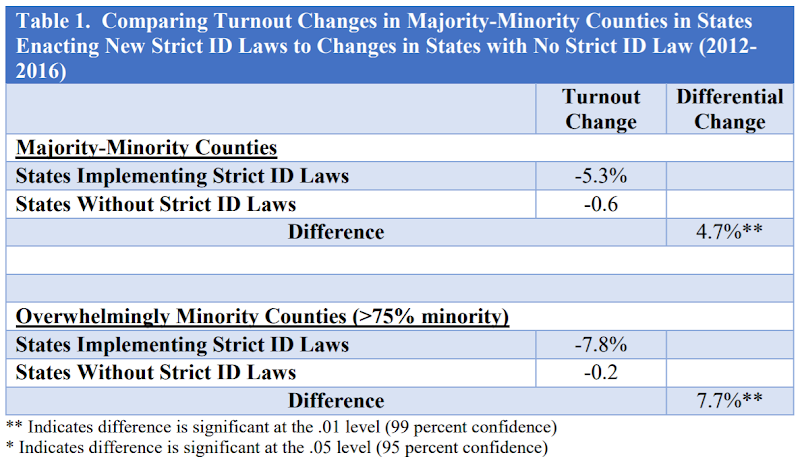 Table 1.  Comparing Turnout Changes in Majority-Minority Counties in States
Enacting New Strict ID Laws to Changes in States with No Strict ID Law (2012-
2016)
Turnout Change	Differential Change
Majority-Minority Counties
States Implementing Strict ID Laws	-5.3%
States Without Strict ID Laws	-0.6
Difference	4.7%**
Overwhelmingly Minority Counties (>75% minority)
States Implementing Strict ID Laws	-7.8%
States Without Strict ID Laws	-0.2
Difference	7.7%**
** Indicates difference is significant at the .01 level (99 percent confidence)
* Indicates difference is significant at the .05 level (95 percent confidence)